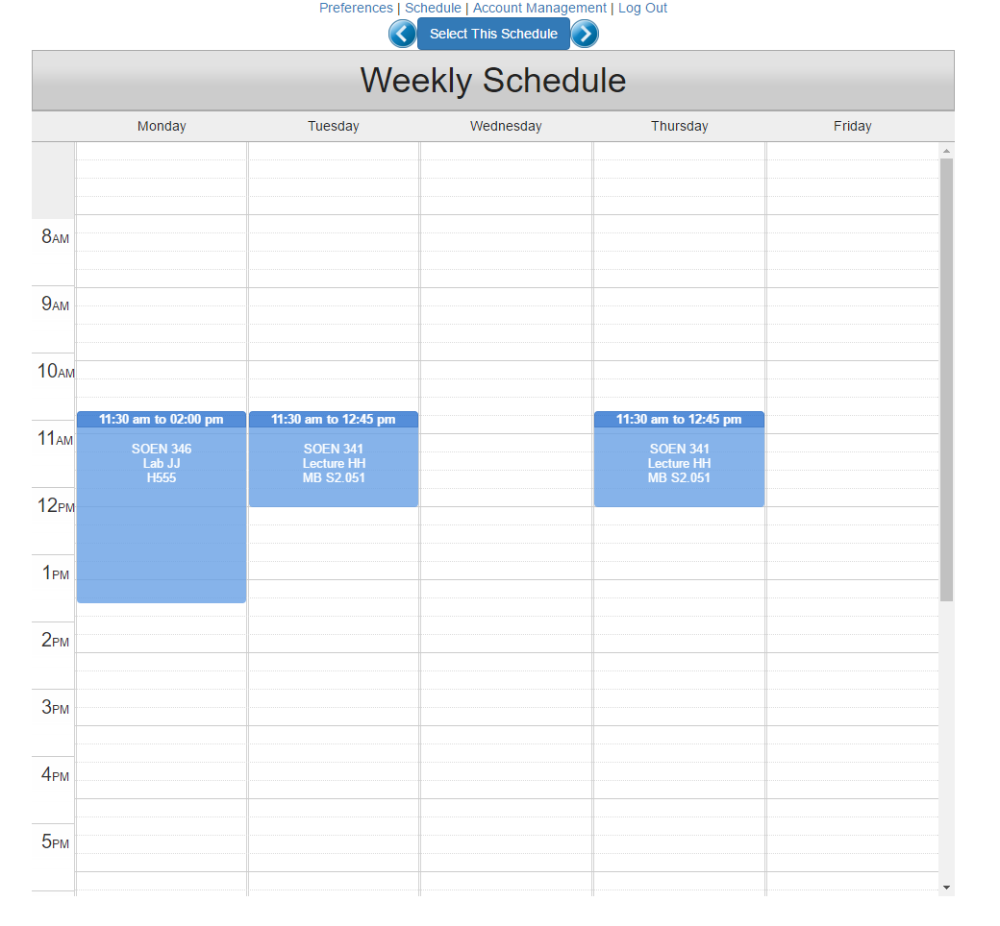 Preferences | Schedule | Account Management | Log Out
Select This Schedule
Weekly Schedule
Monday Tuesday Wednesday Thursday Friday
8AM
9AM
10AM
11:30 am to 02:00 pm
SOEN 346
Lab JJ
H555
11:30 am to 12:45 pm
SOEN 341
Lecture HH
MB S2.051
11:30 am to 12:45 pm
SOEN 341
Lecture HH
MB S2.051
11AM
12PM
1PM
2PM
3PM
4PM
5PM